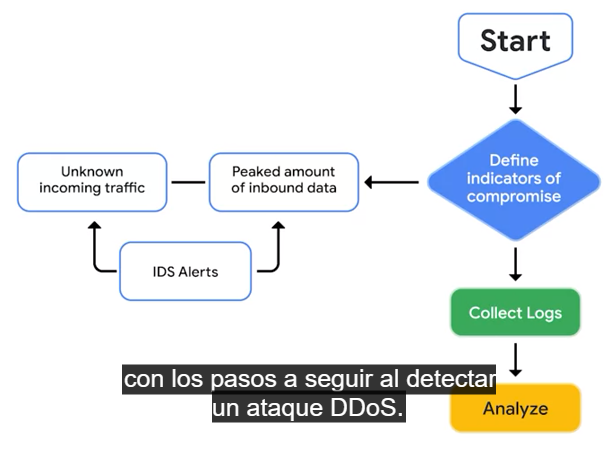 Start
Define
indicators of
compromise
Peaked amount
of inbound data
Unknown
incoming traffic
IDS Alerts
Collect Logs
Analyze
con los pasos a seguir al detectar
un ataque DDoS.